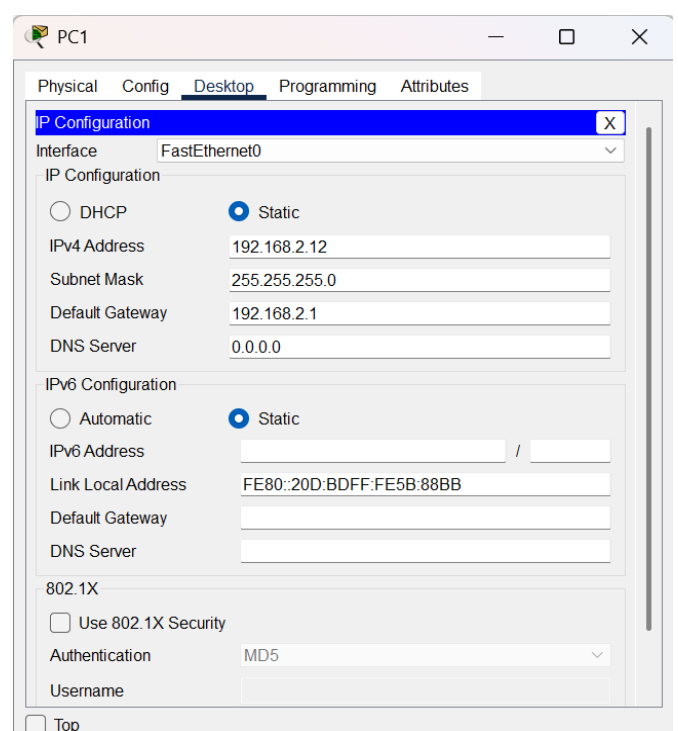 PC1
Physical Config Desktop Programming Attributes
IP Configuration X
Interface FastEthernet0
IP Configuration
DHCP Static
IPv4 Address 192.168.2.12
Subnet Mask 255.255.255.0
Default Gateway 192.168.2.1
DNS Server 0.0.0.0
IPv6 Configuration
Automatic Static
IPv6 Address /
Link Local Address FE80::20D:BDFF:FE5B:88BB
Default Gateway
DNS Server
802.1X
Use 802.1X Security
Authentication MD5
Username
Top